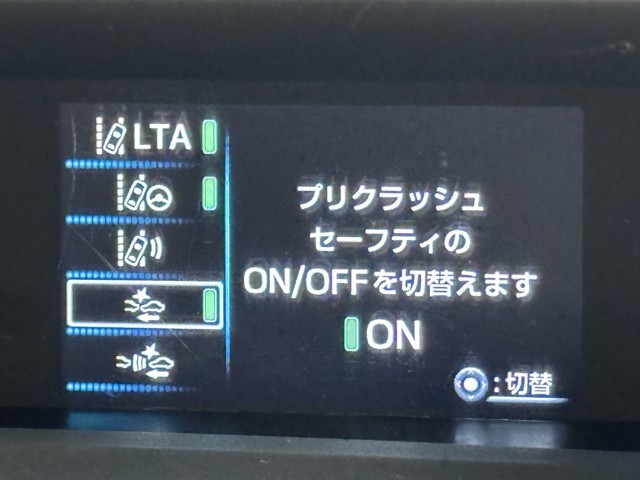 LTA
プリクラッシュ
セーフティの
ON/OFFを切替えます
ON
:切替